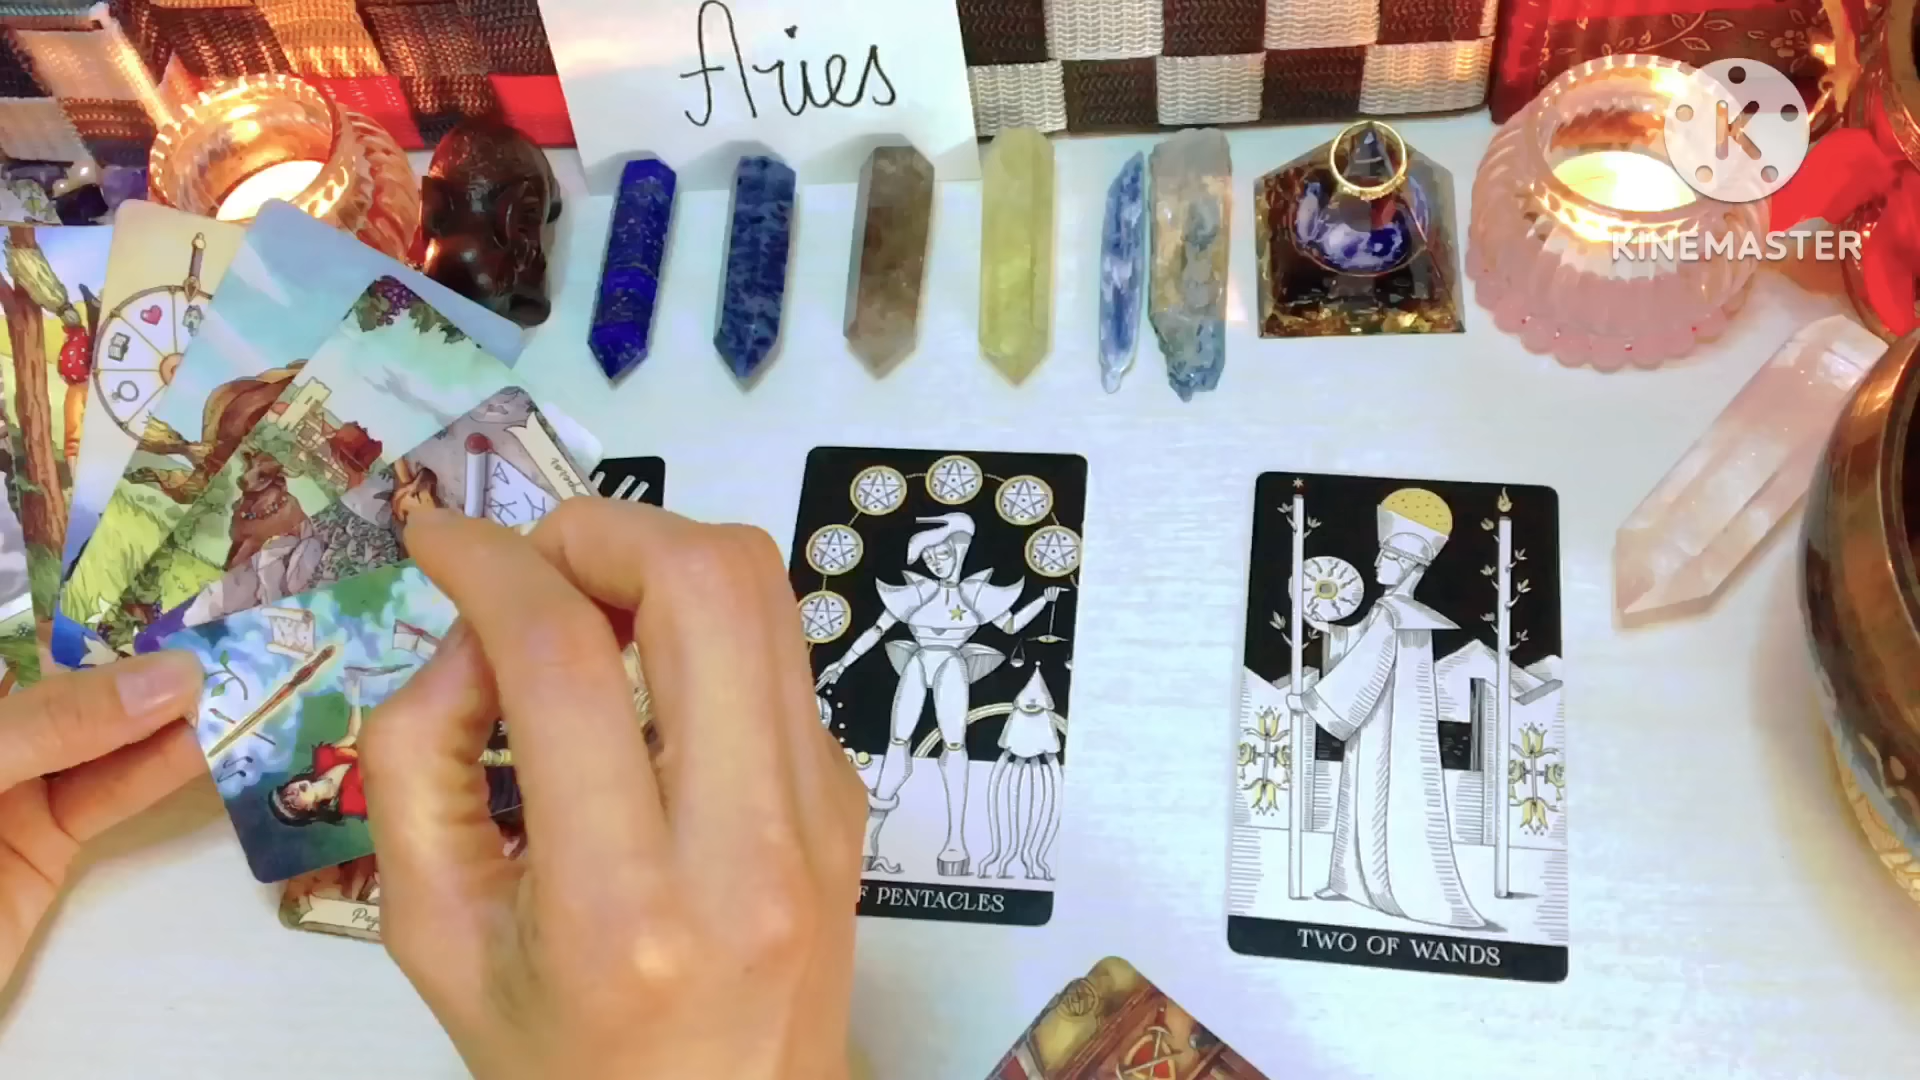 Aries
K
KINEMASTER
F PENTACLES
TWO OF WANDS